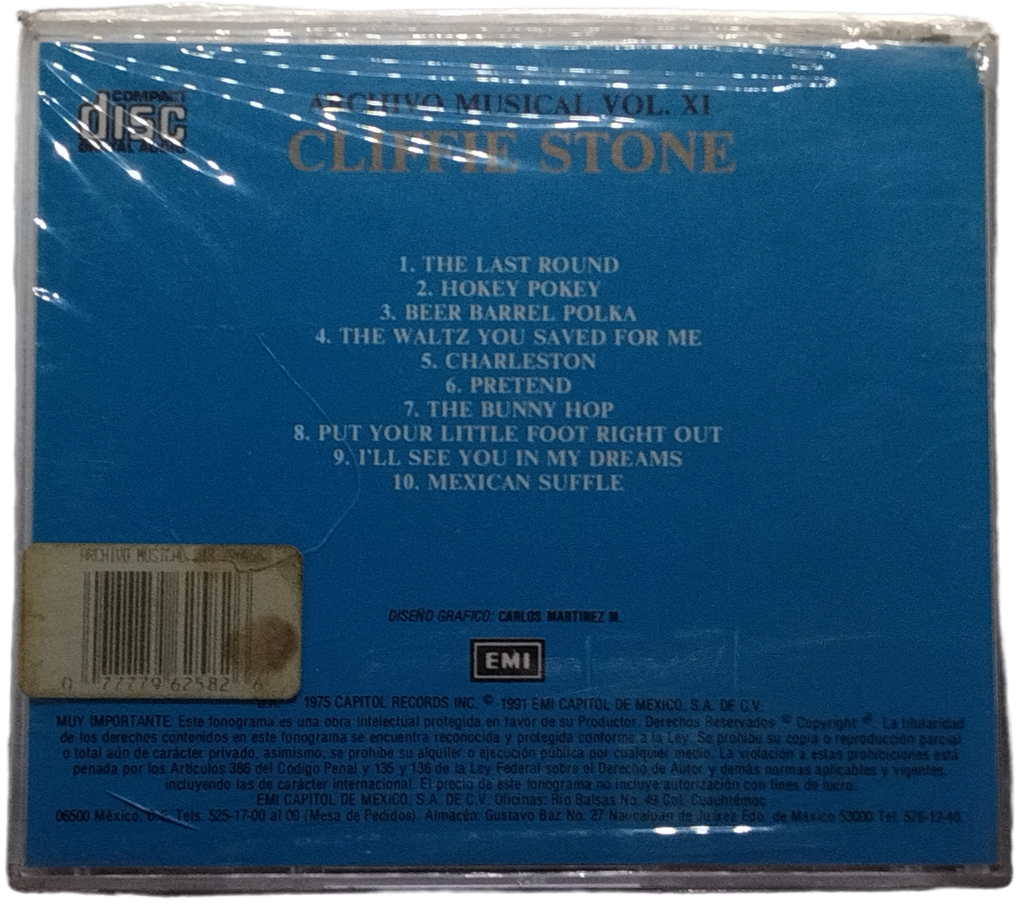 COMPACT
disc
DIGITAL AUDIO
ARCHIVO MUSICAL VOL. XI
CLIFFIE STONE
1. THE LAST ROUND
2. HOKEY POKEY
3. BEER BARREL POLKA
4. THE WALTZ YOU SAVED FOR ME
5. CHARLESTON
6. PRETEND
7. THE BUNNY HOP
8. PUT YOUR LITTLE FOOT RIGHT OUT
9. I'LL SEE YOU IN MY DREAMS
10. MEXICAN SUFFLE
ARCHIVO MUSICAL
0 77779 62582 6
DISEÑO GRAFICO: CARLOS MARTINEZ M.
EMI
1975 CAPITOL RECORDS INC. © 1991 EMI CAPITOL DE MEXICO, S.A. DE C.V.
MUY IMPORTANTE. Este fonograma es una obra intelectual protegida en favor de su Productor. Derechos Reservados © Copyright ℗. La titularidad
de los derechos contenidos en este fonograma se encuentra reconocida y protegida conforme a la Ley. Se prohibe su copia o reproducción parcial
o total aún de carácter privado, asimismo, se prohibe su alquiler o ejecución pública por cualquier medio. La violación a estas prohibiciones está
penada por los Artículos 386 del Código Penal y 135 y 136 de la Ley Federal sobre el Derecho de Autor y demás normas aplicables y vigentes,
incluyendo las de carácter internacional. El precio de este fonograma no incluye autorización con fines de lucro.
EMI CAPITOL DE MEXICO, S.A. DE C.V. Oficinas: Río Balsas No. 49 Col. Cuauhtémoc
06500 México, D.F. Tels. 525-17-00 al 09 (Mesa de Pedidos). Almacén: Gustavo Baz No. 27 Naucalpan de Juárez Edo. de México 53000 Tel. 576-12-40.